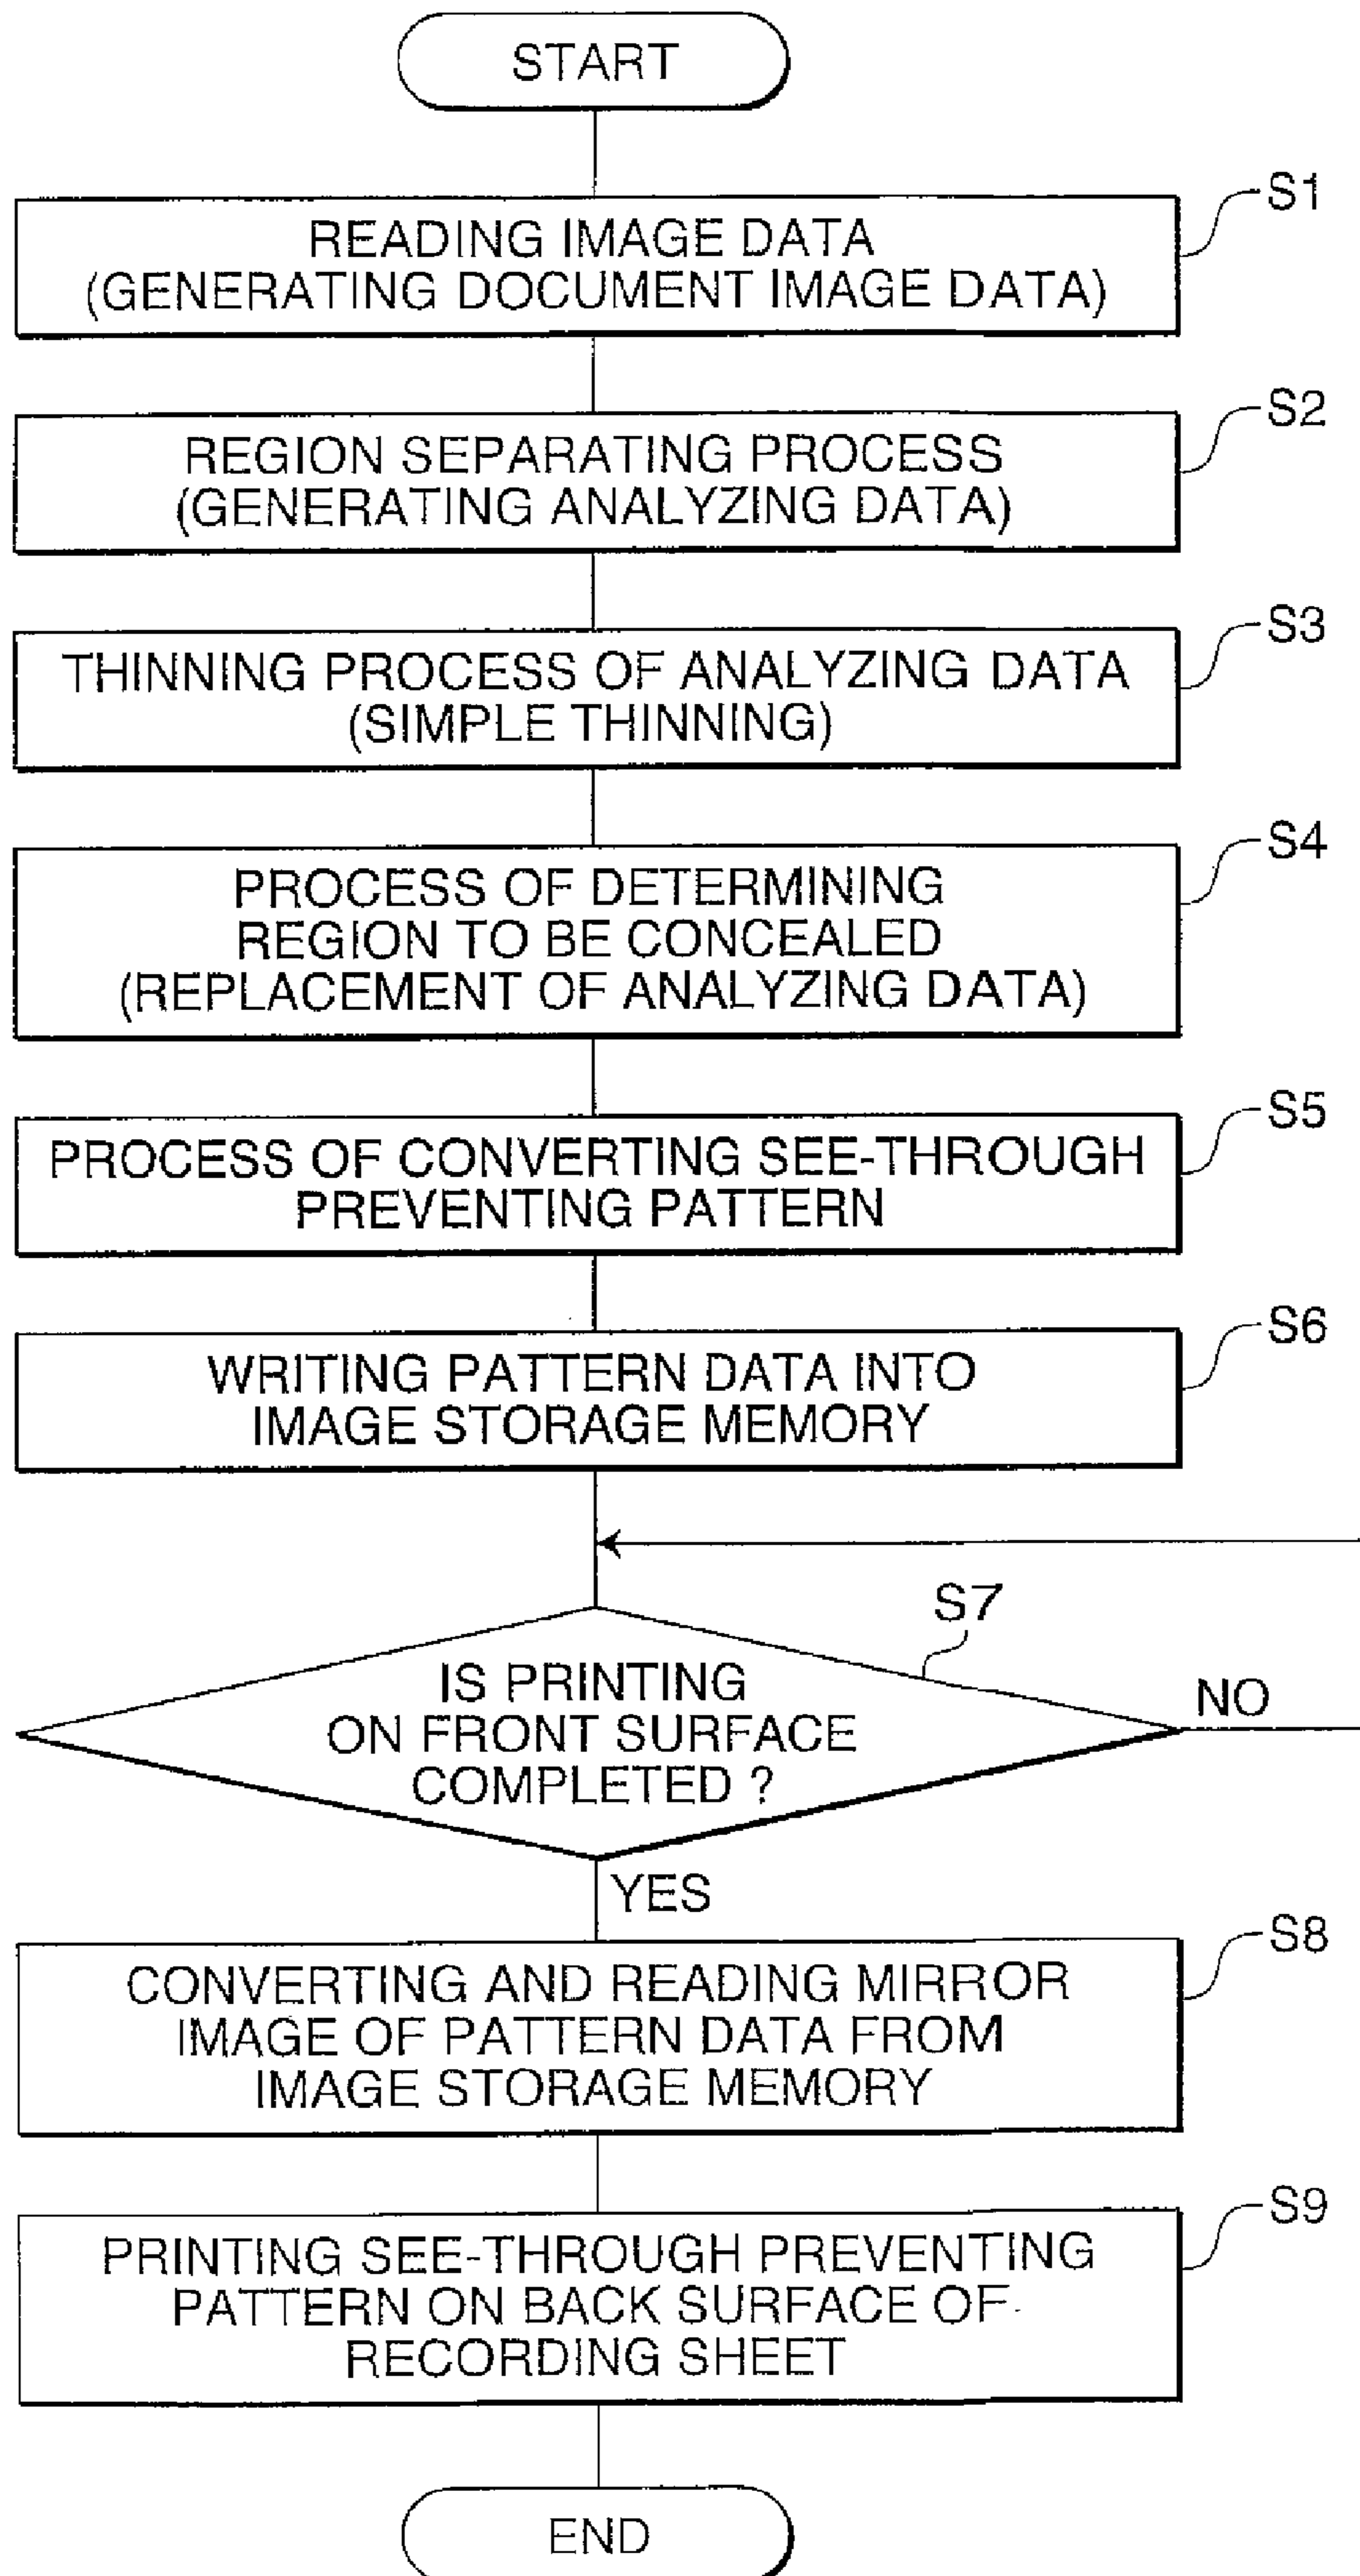 START
S1
READING IMAGE DATA
(GENERATING DOCUMENT IMAGE DATA)
S2
REGION SEPARATING PROCESS
(GENERATING ANALYZING DATA)
S3
THINNING PROCESS OF ANALYZING DATA
(SIMPLE THINNING)
S4
PROCESS OF DETERMINING
REGION TO BE CONCEALED
(REPLACEMENT OF ANALYZING DATA)
S5
PROCESS OF CONVERTING SEE-THROUGH
PREVENTING PATTERN
S6
WRITING PATTERN DATA INTO
IMAGE STORAGE MEMORY
S7
IS PRINTING
ON FRONT SURFACE
COMPLETED ?
NO
YES
S8
CONVERTING AND READING MIRROR
IMAGE OF PATTERN DATA FROM
IMAGE STORAGE MEMORY
S9
PRINTING SEE-THROUGH PREVENTING
PATTERN ON BACK SURFACE OF
RECORDING SHEET
END